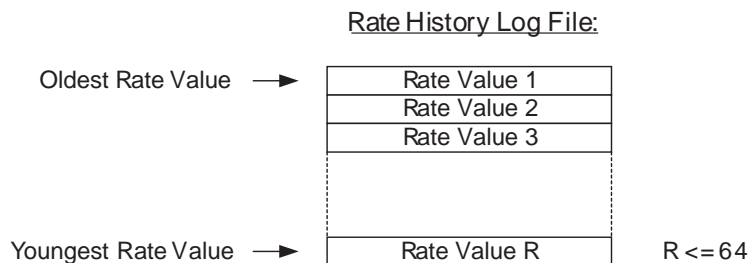 Rate History Log File:
Oldest Rate Value
Rate Value 1
Rate Value 2
Rate Value 3
Youngest Rate Value
Rate Value R
R <= 64